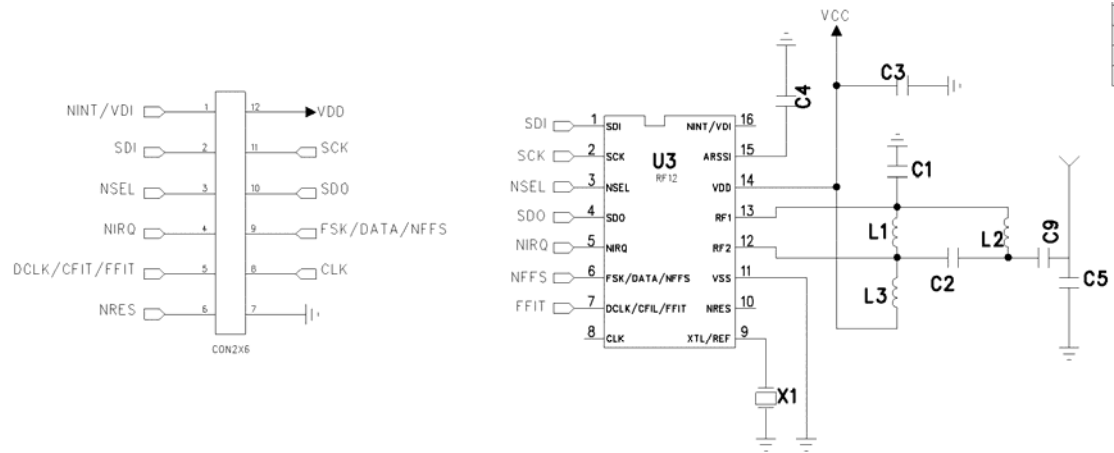 NINT/VDI 1 12 VDD
SDI 2 11 SCK
NSEL 3 10 SDO
NIRQ 4 9 FSK/DATA/NFFS
DCLK/CFIT/FFIT 5 8 CLK
NRES 6 7
CON2X6
VCC
C4
C3
SDI 1 SDI NINT/VDI 16
SCK 2 SCK ARSSI 15
U3
RF12
NSEL 3 NSEL VDD 14
SDO 4 SDO RF1 13
NIRQ 5 NIRQ RF2 12
NFFS 6 FSK/DATA/NFFS VSS 11
FFIT 7 DCLK/CFIL/FFIT NRES 10
8 CLK XTL/REF 9
X1
C1
L1
L2
C9
C2
C5
L3